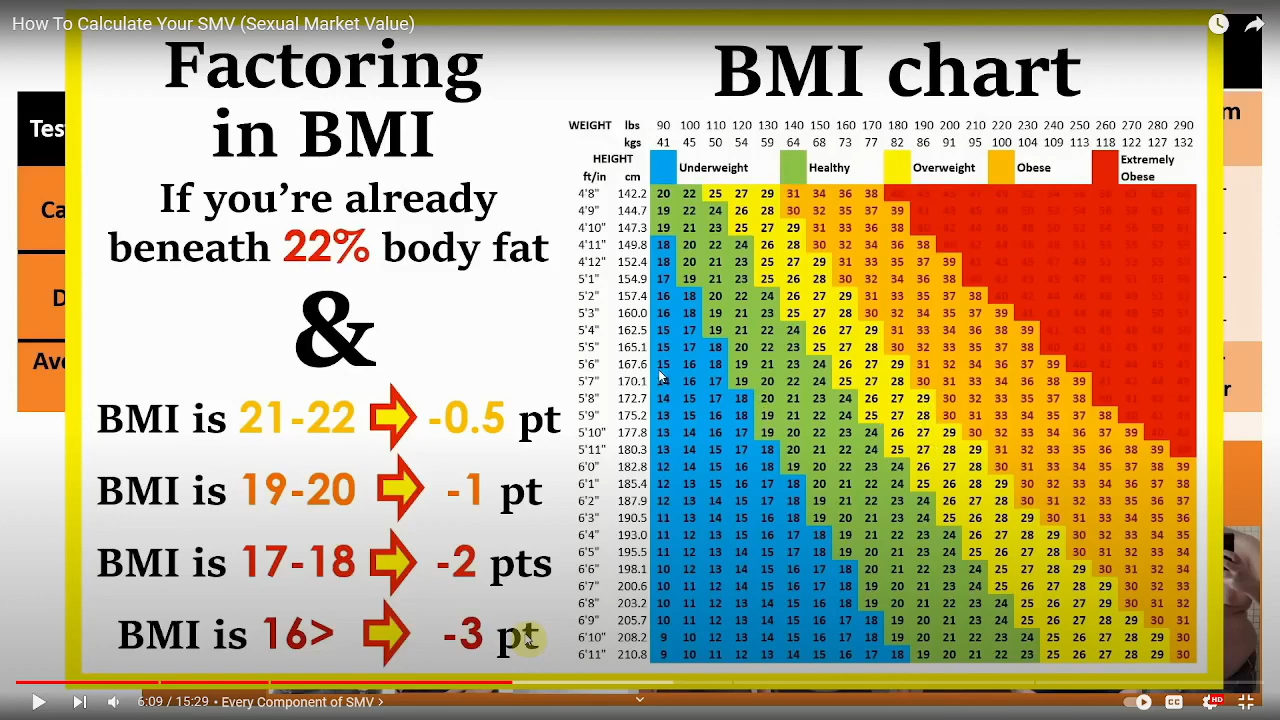 How To Calculate Your SMV (Sexual Market Value)
Factoring
in BMI
If you're already
beneath 22% body fat
&
BMI is 21-22 -0.5 pt
BMI is 19-20 -1 pt
BMI is 17-18 -2 pts
BMI is 16> -3 pt
BMI chart
WEIGHT lbs 90 100 110 120 130 140 150 160 170 180 190 200 210 220 230 240 250 260 270 280 290
kgs 41 45 50 54 59 64 68 73 77 82 86 91 95 100 104 109 113 118 122 127 132
HEIGHT
ft/in cm
Underweight Healthy Overweight Obese Extremely
Obese
4'8" 142.2 20 22 25 27 29 31 34 36 38
4'9" 144.7 19 22 24 26 28 30 32 35 37 39
4'10" 147.3 19 21 23 25 27 29 31 33 36 38
4'11" 149.8 18 20 22 24 26 28 30 32 34 36 38
4'12" 152.4 18 20 21 23 25 27 29 31 33 35 37 39
5'1" 154.9 17 19 21 23 25 26 28 30 32 34 36 38
5'2" 157.4 16 18 20 22 24 26 27 29 31 33 35 37 38
5'3" 160.0 16 18 19 21 23 25 27 28 30 32 34 35 37 39
5'4" 162.5 15 17 19 21 22 24 26 27 29 31 33 34 36 38 39
5'5" 165.1 15 17 18 20 22 23 25 27 28 30 32 33 35 37 38
5'6" 167.6 15 16 18 19 21 23 24 26 27 29 31 32 34 36 37 39
5'7" 170.1 16 17 19 20 22 24 25 27 28 30 31 33 34 36 38 39
5'8" 172.7 14 15 17 18 20 21 23 24 26 27 29 30 32 33 35 37 38
5'9" 175.2 13 15 16 18 19 21 22 24 25 27 28 30 31 33 34 35 37 38
5'10" 177.8 13 14 16 17 19 20 22 23 24 26 27 29 30 32 33 34 36 37 39
5'11" 180.3 13 14 15 17 18 20 21 22 24 25 27 28 29 31 32 33 35 36 38 39
6'0" 182.8 12 14 15 16 18 19 20 22 23 24 26 27 28 30 31 33 34 35 37 38 39
6'1" 185.4 12 13 15 16 17 18 20 21 22 24 25 26 28 29 30 32 33 34 36 37 38
6'2" 187.9 12 13 14 15 17 18 19 21 22 23 24 26 27 28 30 31 32 33 35 36 37
6'3" 190.5 11 13 14 15 16 18 19 20 21 23 24 25 26 28 29 30 31 33 34 35 36
6'4" 193.0 11 12 13 15 16 17 18 19 21 22 23 24 26 27 28 29 30 32 33 34 35
6'5" 195.5 11 12 13 14 15 17 18 19 20 21 23 24 25 26 27 29 30 31 32 33 34
6'6" 198.1 10 12 13 14 15 16 17 18 20 21 22 23 24 25 27 28 29 30 31 32 34
6'7" 200.6 10 11 12 14 15 16 17 18 19 20 21 23 24 25 26 27 28 29 30 32 33
6'8" 203.2 10 11 12 13 14 15 16 18 19 20 21 22 23 24 25 26 28 29 30 31 32
6'9" 205.7 10 11 12 13 14 15 16 17 18 19 20 21 23 24 25 26 27 28 29 30 31
6'10" 208.2 9 10 12 13 14 15 16 17 18 19 20 21 22 23 24 25 26 27 28 29 30
6'11" 210.8 9 10 11 12 13 14 15 16 17 18 19 20 21 22 23 24 25 27 28 29 30
6:09 / 15:29 • Every Component of SMV >
CC
HD